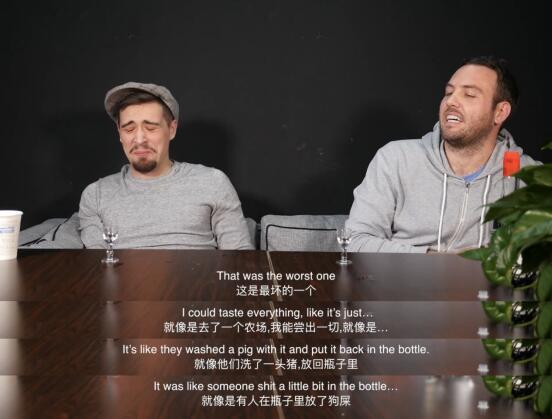 That was the worst one
这是最坏的一个
I could taste everything, like it's just…
就像是去了一个农场,我能尝出一切,就像是…
It's like they washed a pig with it and put it back in the bottle.
就像他们洗了一头猪,放回瓶子里
It was like someone shit a little bit in the bottle…
就像是有人在瓶子里放了狗屎